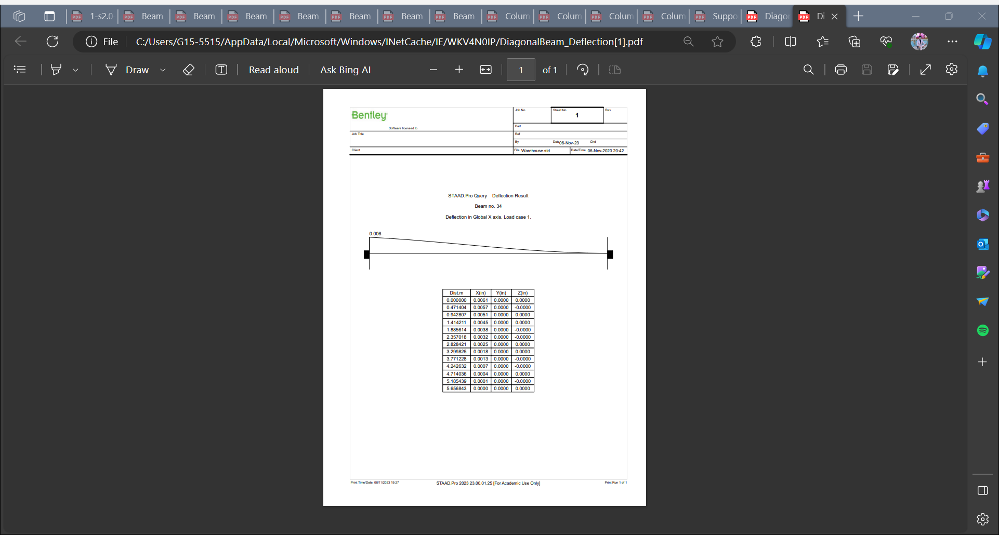 1-s2.0-
Beam_
Beam_
Beam_
Beam_
Beam_
Beam_
Beam_
Colum
Colum
Colum
Colum
Suppo
Diago
Di
File
C:/Users/G15-5515/AppData/Local/Microsoft/Windows/INetCache/IE/WKV4N0IP/DiagonalBeam_Deflection[1].pdf
Draw
Read aloud
Ask Bing AI
1 of 1
Bentley
Software licensed to
Job No
Sheet No
1
Rev
Part
Job Title
Ref
By
Date 06-Nov-23
Chd
Client
File Warehouse.std
Date/Time 06-Nov-2023 20:42
STAAD.Pro Query Deflection Result
Beam no. 34
Deflection in Global X axis. Load case 1.
0.006
Dist.m X(in) Y(in) Z(in)
0.000000 0.0061 0.0000 0.0000
0.471404 0.0057 0.0000 -0.0000
0.942807 0.0051 0.0000 0.0000
1.414211 0.0045 0.0000 0.0000
1.885614 0.0038 0.0000 -0.0000
2.357018 0.0032 0.0000 -0.0000
2.828421 0.0025 0.0000 0.0000
3.299825 0.0018 0.0000 0.0000
3.771228 0.0013 0.0000 -0.0000
4.242632 0.0007 0.0000 -0.0000
4.714036 0.0004 0.0000 0.0000
5.185439 0.0001 0.0000 -0.0000
5.656843 0.0000 0.0000 0.0000
Print Time/Date: 08/11/2023 19:27
STAAD.Pro 2023 23.00.01.25 [For Academic Use Only]
Print Run 1 of 1